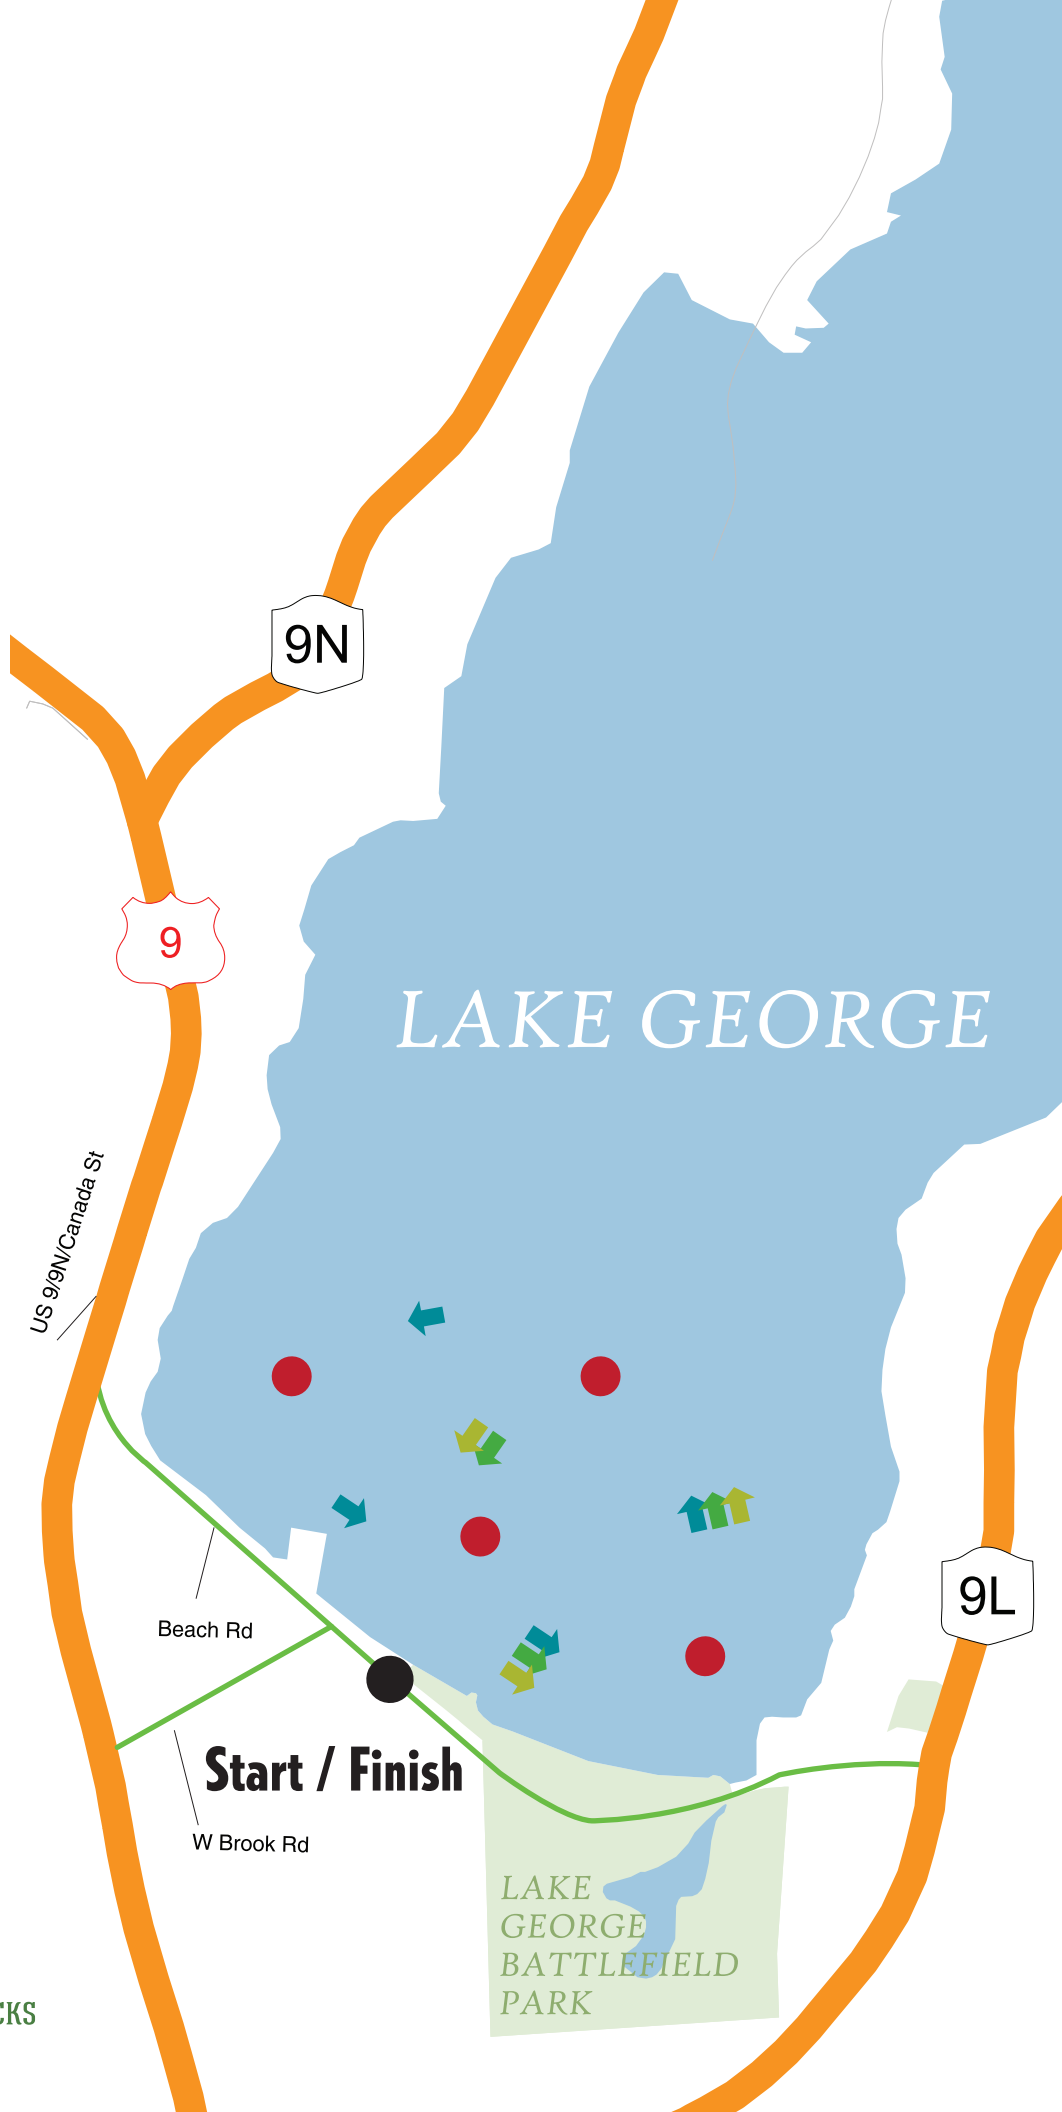 9N
9
LAKE GEORGE
US 9/9N/Canada St
9L
Beach Rd
Start / Finish
W Brook Rd
LAKE
GEORGE
BATTLEFIELD
PARK
CKS